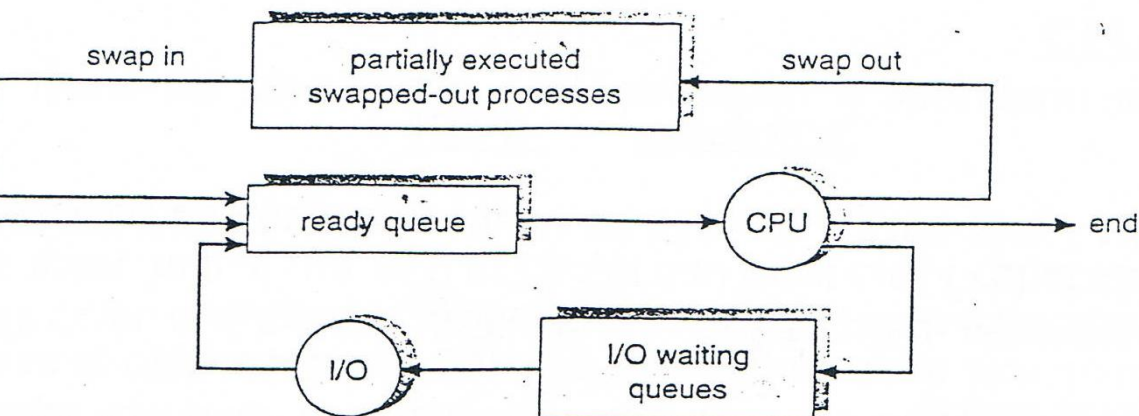 swap in
partially executed
swapped-out processes
swap out
ready queue
CPU
end
I/O
I/O waiting
queues